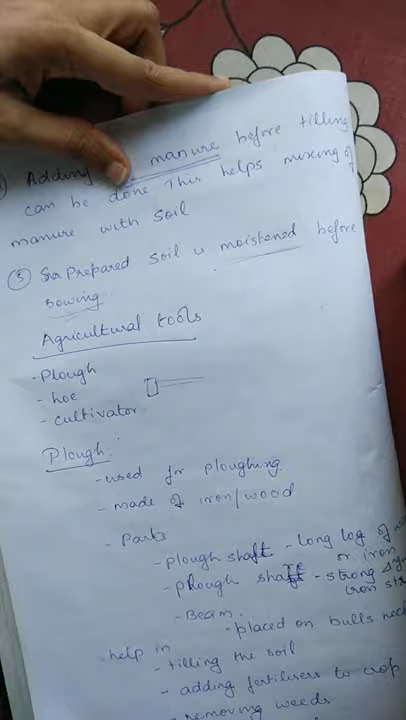 Adding manure before tilling
can be done This helps mixing of
manure with soil
⑤ Prepared soil is moistened before
sowing
Agricultural tools
- Plough
- hoe
- cultivator
Plough:
- used for ploughing
- made of iron/wood
- Parts
- plough shaft - long log of
or iron
- plough share - strong
iron
- Beam
- placed on bulls neck
help in
- tilling the soil
- adding fertilisers to crop
- removing weeds